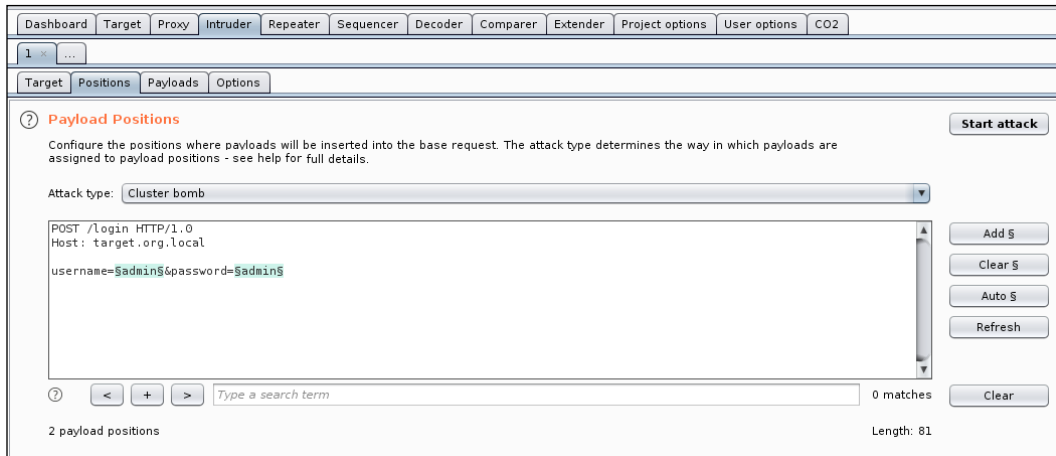 Dashboard Target Proxy Intruder Repeater Sequencer Decoder Comparer Extender Project options User options CO2
1 × ...
Target Positions Payloads Options
? Payload Positions
Start attack
Configure the positions where payloads will be inserted into the base request. The attack type determines the way in which payloads are
assigned to payload positions - see help for full details.
Attack type: Cluster bomb
POST /login HTTP/1.0
Host: target.org.local
username=§admin§&password=§admin§
Add §
Clear §
Auto §
Refresh
? < + > Type a search term 0 matches Clear
2 payload positions Length: 81